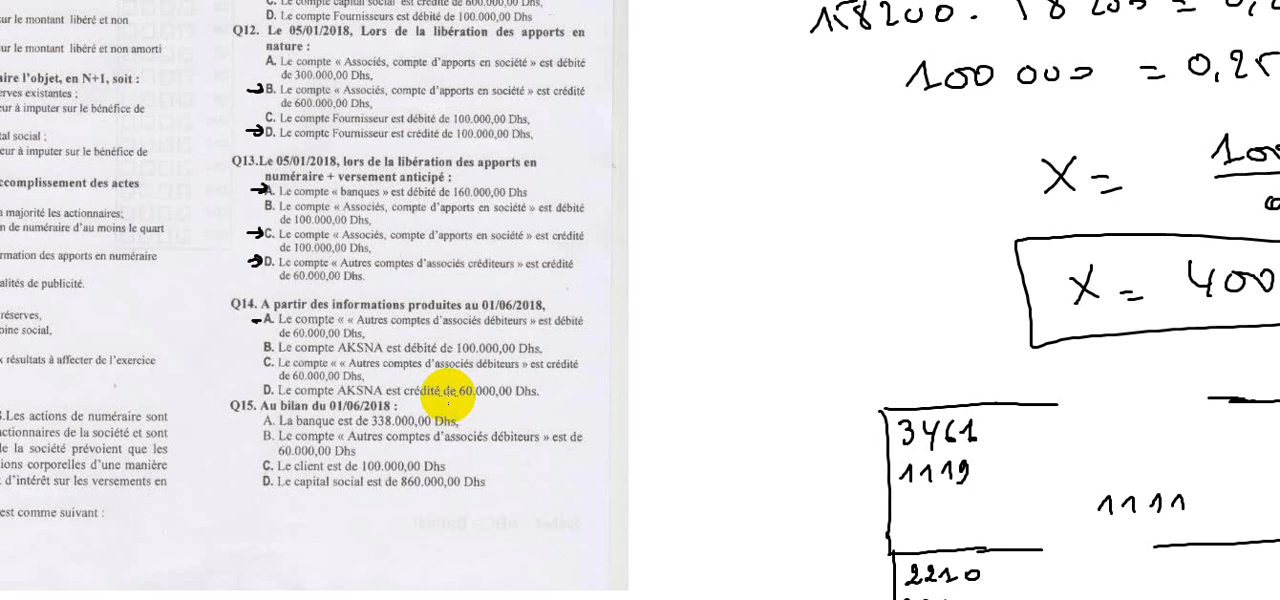 ur le montant libéré et non
ur le montant libéré et non amorti
aire l'objet, en N+1, soit :
erves existantes ;
eur à imputer sur le bénéfice de
tal social ;
eur à imputer sur le bénéfice de
ccomplissement des actes
a majorité les actionnaires;
n de numéraire d'au moins le quart
rmation des apports en numéraire
alités de publicité.
réserves,
oine social,
x résultats à affecter de l'exercice
.Les actions de numéraire sont
ctionnaires de la société et sont
le la société prévoient que les
ions corporelles d'une manière
t d'intérêt sur les versements en
est comme suivant :
C. Le compte capital social est crédité de 600.000,00 Dhs,
D. Le compte Fournisseurs est débité de 100.000,00 Dhs
Q12. Le 05/01/2018, Lors de la libération des apports en
nature :
A. Le compte « Associés, compte d'apports en société » est débité
de 300.000,00 Dhs,
B. Le compte « Associés, compte d'apports en société » est crédité
de 600.000,00 Dhs,
C. Le compte Fournisseur est débité de 100.000,00 Dhs,
D. Le compte Fournisseur est crédité de 100.000,00 Dhs,
Q13.Le 05/01/2018, lors de la libération des apports en
numéraire + versement anticipé :
A. Le compte « banques » est débité de 160.000,00 Dhs
B. Le compte « Associés, compte d'apports en société » est débité
de 100.000,00 Dhs,
C. Le compte « Associés, compte d'apports en société » est crédité
de 100.000,00 Dhs,
D. Le compte « Autres comptes d'associés créditeurs » est crédité
de 60.000,00 Dhs.
Q14. A partir des informations produites au 01/06/2018,
A. Le compte « « Autres comptes d'associés débiteurs » est débité
de 60.000,00 Dhs,
B. Le compte AKSNA est débité de 100.000,00 Dhs,
C. Le compte « « Autres comptes d'associés débiteurs » est crédité
de 60.000,00 Dhs,
D. Le compte AKSNA est crédité de 60.000,00 Dhs.
Q15. Au bilan du 01/06/2018 :
A. La banque est de 338.000,00 Dhs,
B. Le compte « Autres comptes d'associés débiteurs » est de
60.000,00 Dhs
C. Le client est de 100.000,00 Dhs
D. Le capital social est de 860.000,00 Dhs
158200.
100 000 = 0,25
X =
100
X = 400
3461
1119
1111
2210